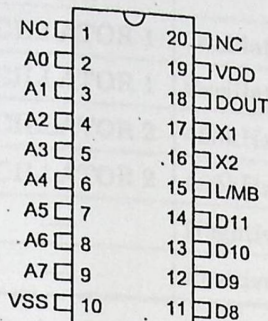 NC 1 20 NC
A0 2 19 VDD
A1 3 18 DOUT
A2 4 17 X1
A3 5 16 X2
A4 6 15 L/MB
A5 7 14 D11
A6 8 13 D10
A7 9 12 D9
VSS 10 11 D8